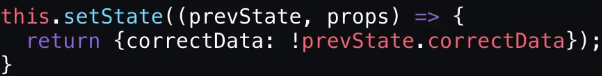 this.setState((prevState, props) => {
  return {correctData: !prevState.correctData});
}